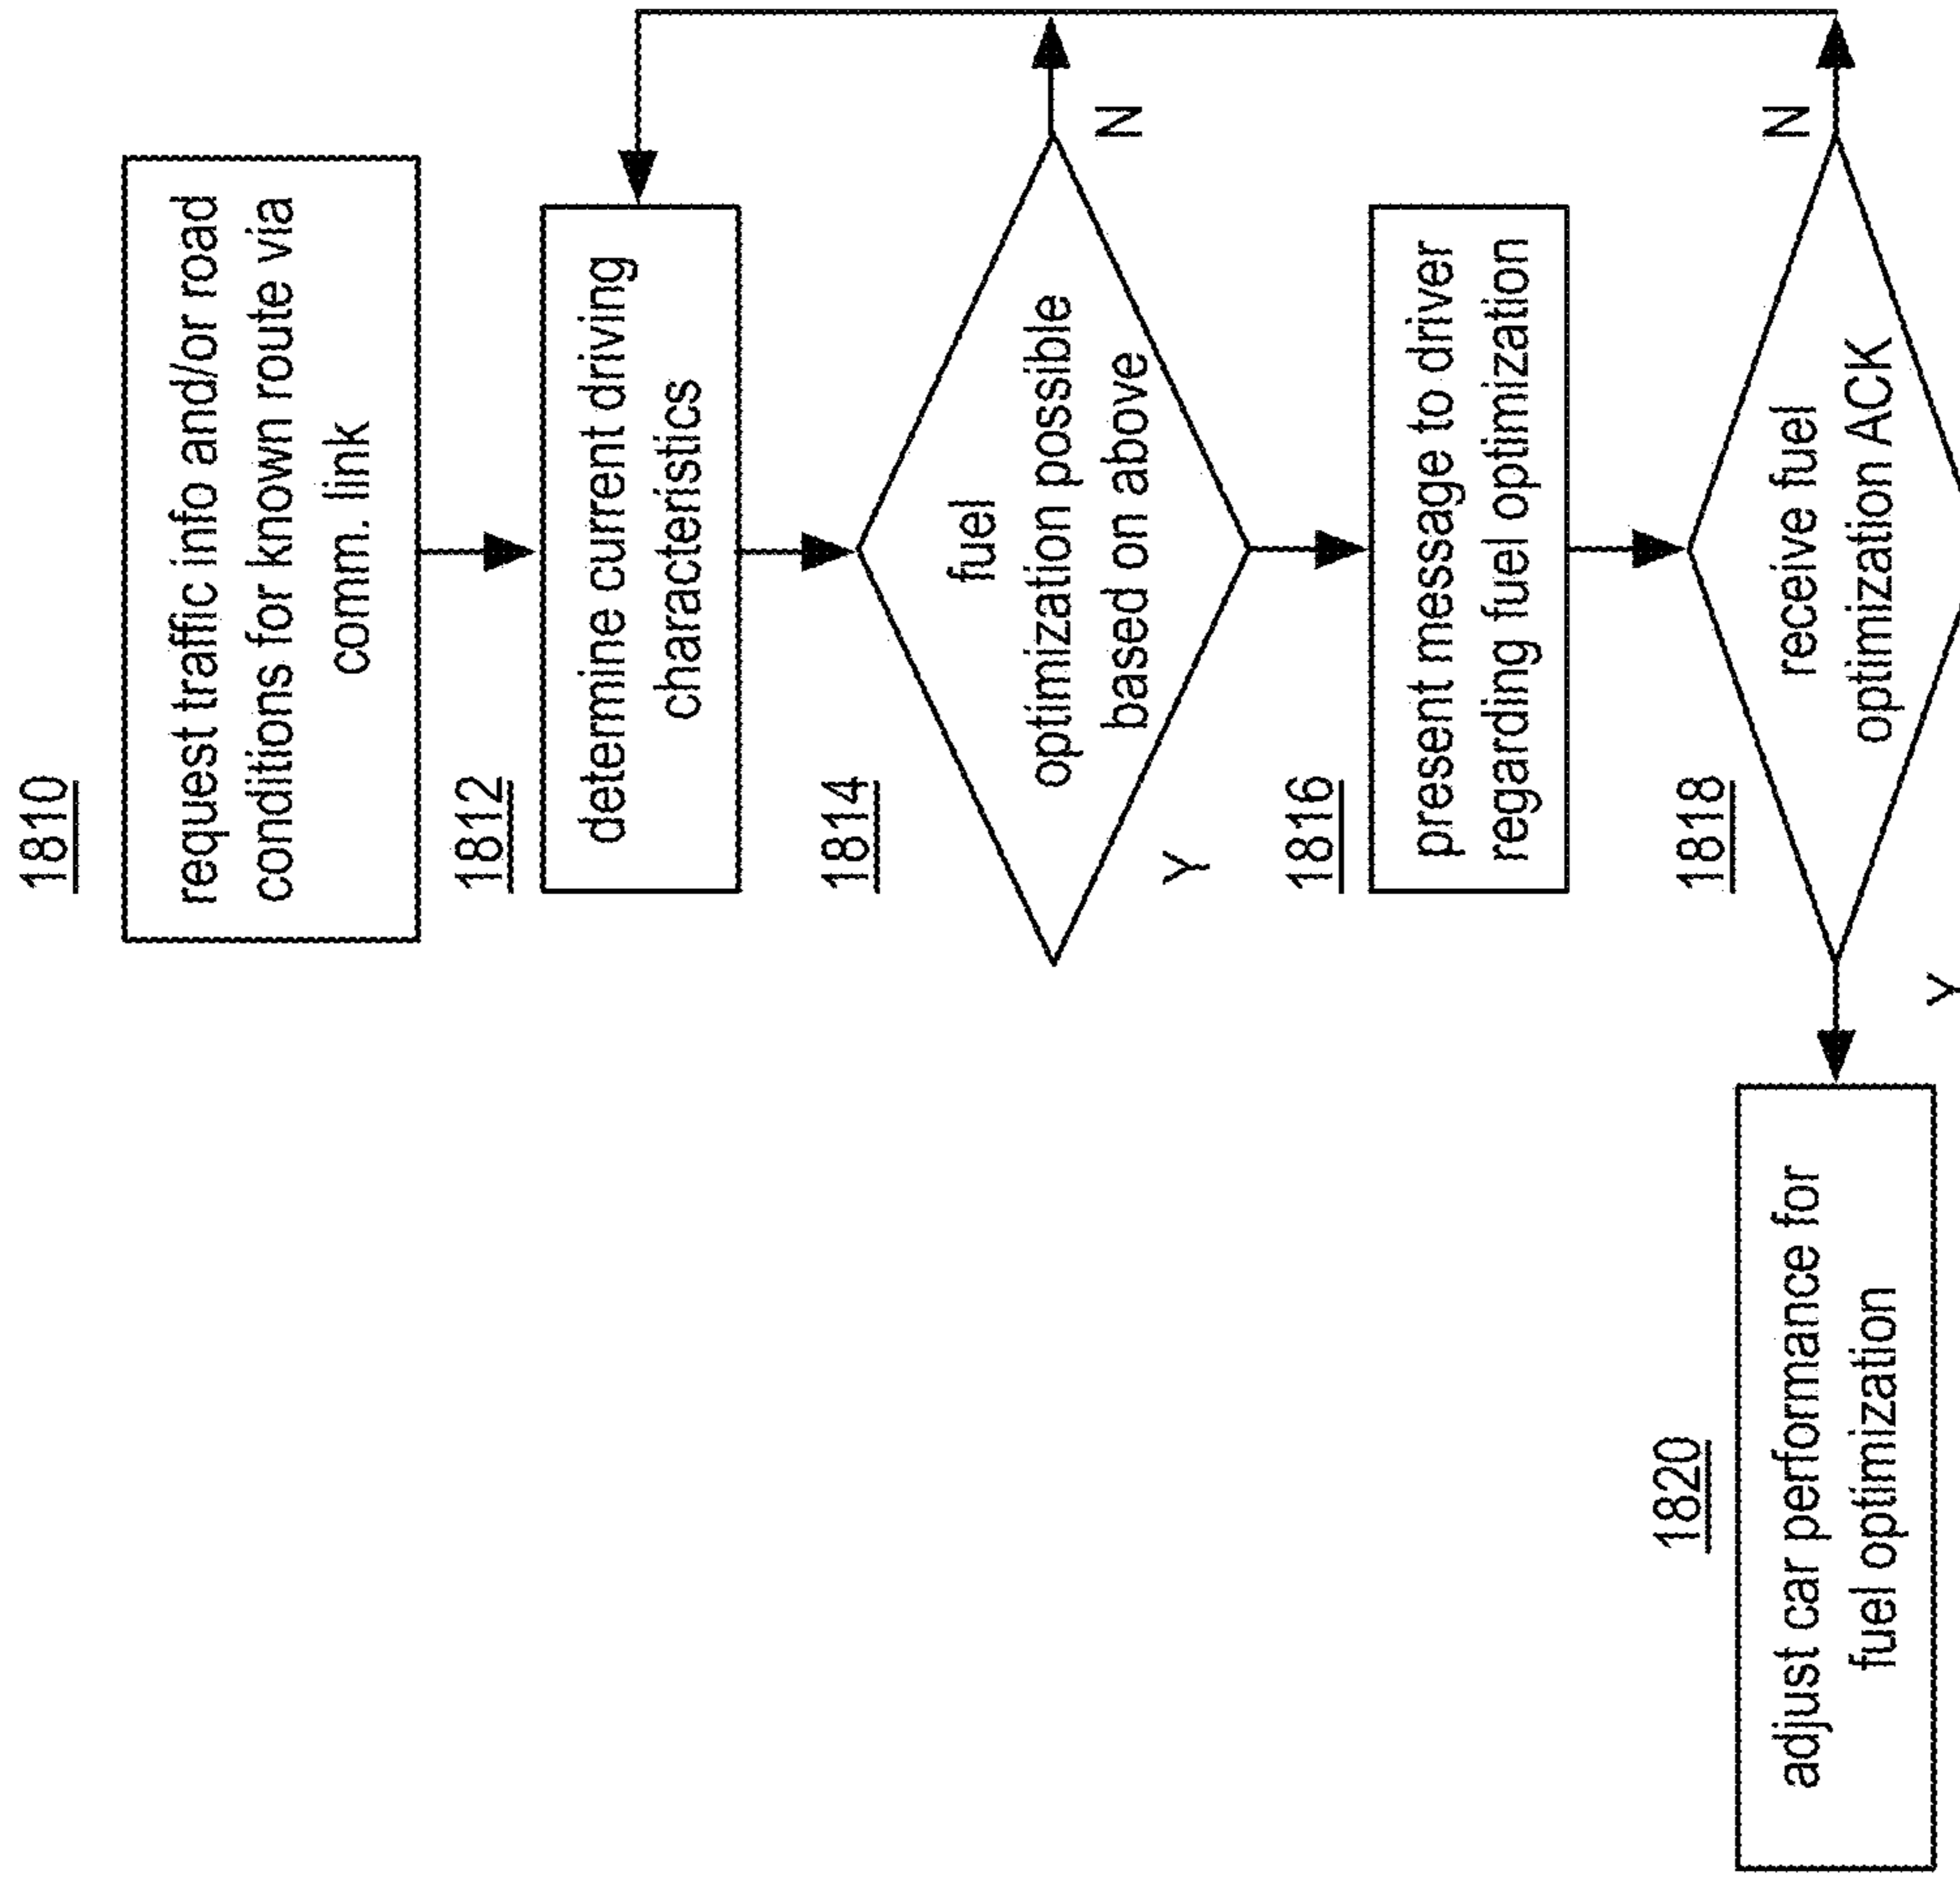 1810
request traffic info and/or road
conditions for known route via
comm. link
1812
determine current driving
characteristics
1814
fuel
optimization possible
based on above
N
Y
1816
present message to driver
regarding fuel optimization
1818
receive fuel
optimization ACK
N
Y
1820
adjust car performance for
fuel optimization